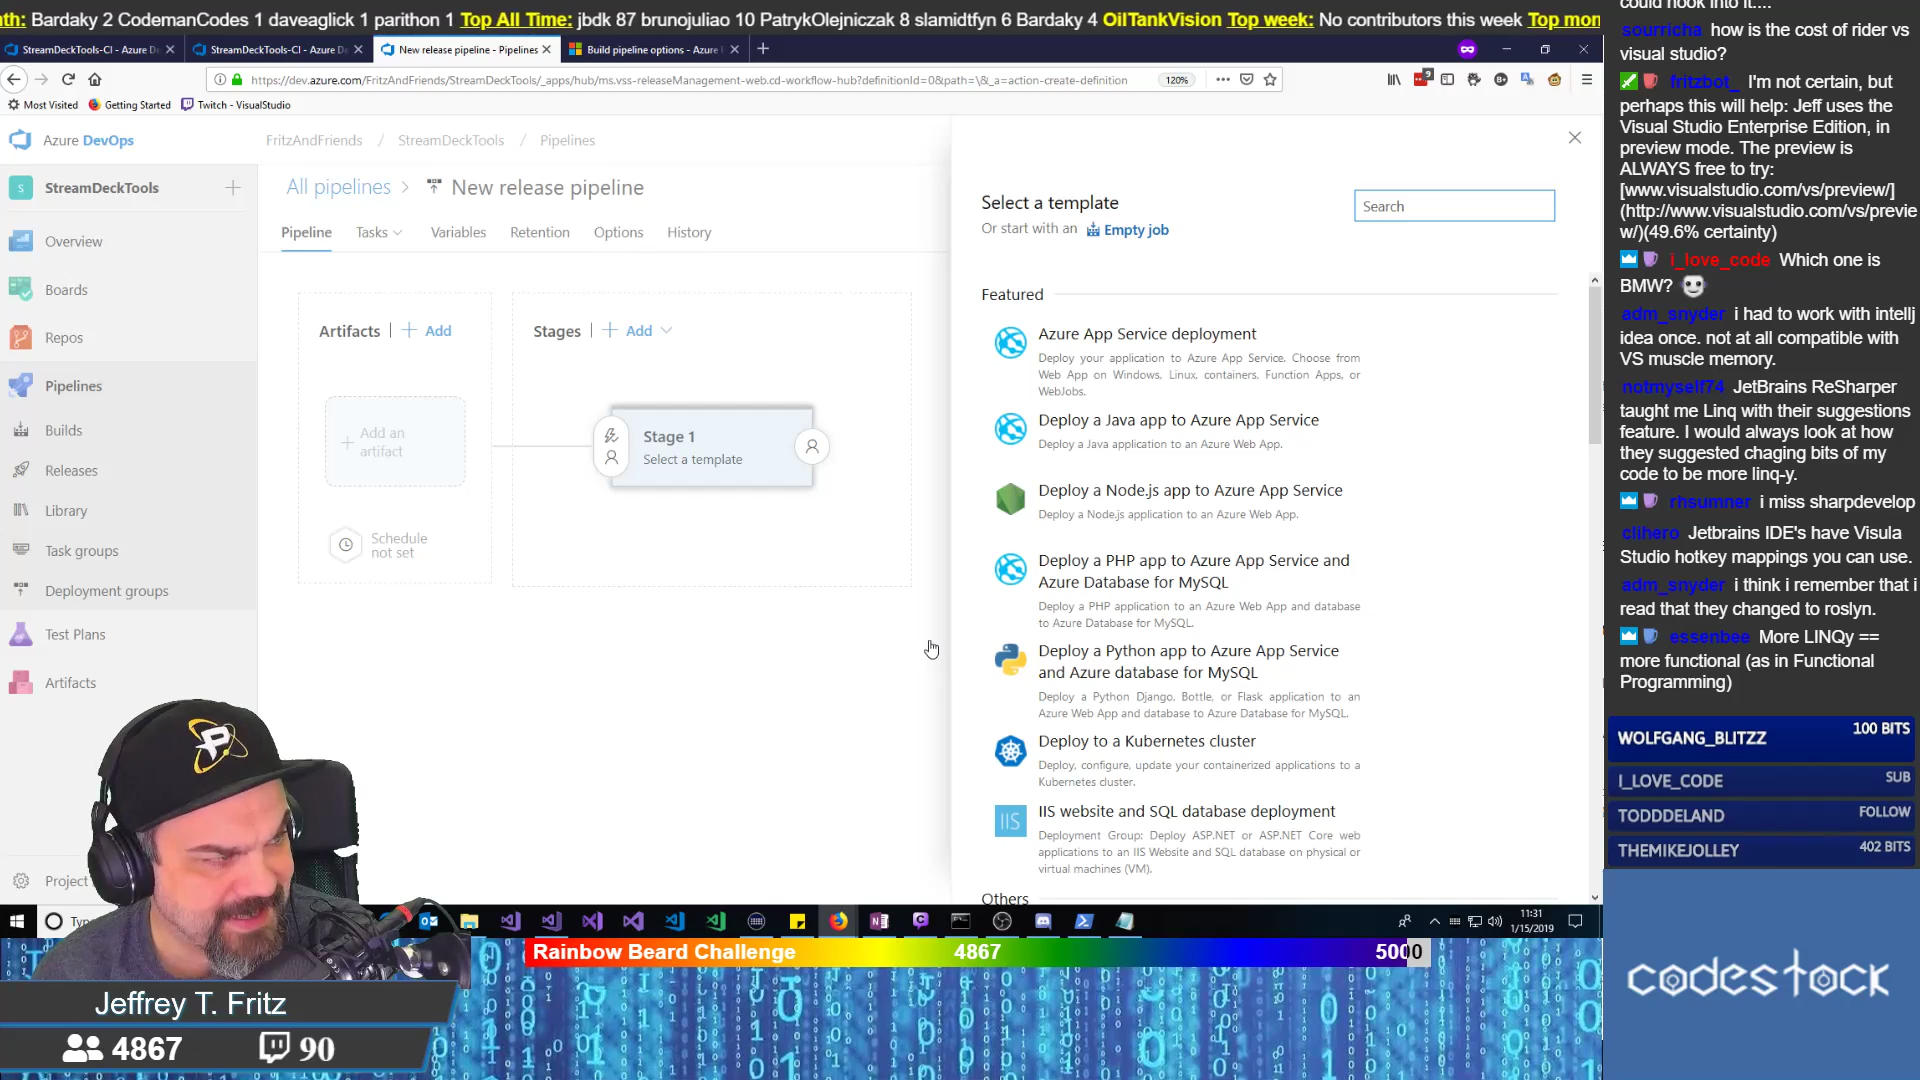 nth: Bardaky 2 CodemanCodes 1 daveaglick 1 parithon 1 Top All Time: jbdk 87 brunojuliao 10 PatrykOlejniczak 8 slamidtfyn 6 Bardaky 4 OilTankVision Top week: No contributors this week Top mon
StreamDeckTools-CI - Azure De
StreamDeckTools-CI - Azure De
New release pipeline - Pipelines
Build pipeline options - Azure
https://dev.azure.com/FritzAndFriends/StreamDeckTools/_apps/hub/ms.vss-releaseManagement-web.cd-workflow-hub?definitionId=0&path=\&_a=action-create-definition
120%
9
Most Visited
Getting Started
Twitch - VisualStudio
Azure DevOps
FritzAndFriends / StreamDeckTools / Pipelines
S StreamDeckTools
Overview
Boards
Repos
Pipelines
Builds
Releases
Library
Task groups
Deployment groups
Test Plans
Artifacts
Project
All pipelines > New release pipeline
Pipeline Tasks Variables Retention Options History
Artifacts | + Add
Stages | + Add
Add an
artifact
Schedule
not set
Stage 1
Select a template
Select a template
Or start with an Empty job
Search
Featured
Azure App Service deployment
Deploy your application to Azure App Service. Choose from
Web App on Windows, Linux, containers, Function Apps, or
WebJobs.
Deploy a Java app to Azure App Service
Deploy a Java application to an Azure Web App.
Deploy a Node.js app to Azure App Service
Deploy a Node.js application to an Azure Web App.
Deploy a PHP app to Azure App Service and
Azure Database for MySQL
Deploy a PHP application to an Azure Web App and database
to Azure Database for MySQL.
Deploy a Python app to Azure App Service
and Azure database for MySQL
Deploy a Python Django, Bottle, or Flask application to an
Azure Web App and database to Azure Database for MySQL.
Deploy to a Kubernetes cluster
Deploy, configure, update your containerized applications to a
Kubernetes cluster.
IIS
IIS website and SQL database deployment
Deployment Group: Deploy ASP.NET or ASP.NET Core web
applications to an IIS Website and SQL database on physical or
virtual machines (VM).
Others
Typ
11:31
1/15/2019
could hook into it....
sourricha how is the cost of rider vs
visual studio?
fritzbot_ I'm not certain, but
perhaps this will help: Jeff uses the
Visual Studio Enterprise Edition, in
preview mode. The preview is
ALWAYS free to try:
[www.visualstudio.com/vs/preview/]
(http://www.visualstudio.com/vs/previe
w/)(49.6% certainty)
i_love_code Which one is
BMW?
adm_snyder i had to work with intellj
idea once. not at all compatible with
VS muscle memory.
notmyself74 JetBrains ReSharper
taught me Linq with their suggestions
feature. I would always look at how
they suggested chaging bits of my
code to be more linq-y.
rhsumner i miss sharpdevelop
clihero Jetbrains IDE's have Visula
Studio hotkey mappings you can use.
adm_snyder i think i remember that i
read that they changed to roslyn.
essenbee More LINQy ==
more functional (as in Functional
Programming)
WOLFGANG_BLITZZ 100 BITS
I_LOVE_CODE SUB
TODDDELAND FOLLOW
THEMIKEJOLLEY 402 BITS
codestock
Rainbow Beard Challenge 4867 5000
Jeffrey T. Fritz
4867 90